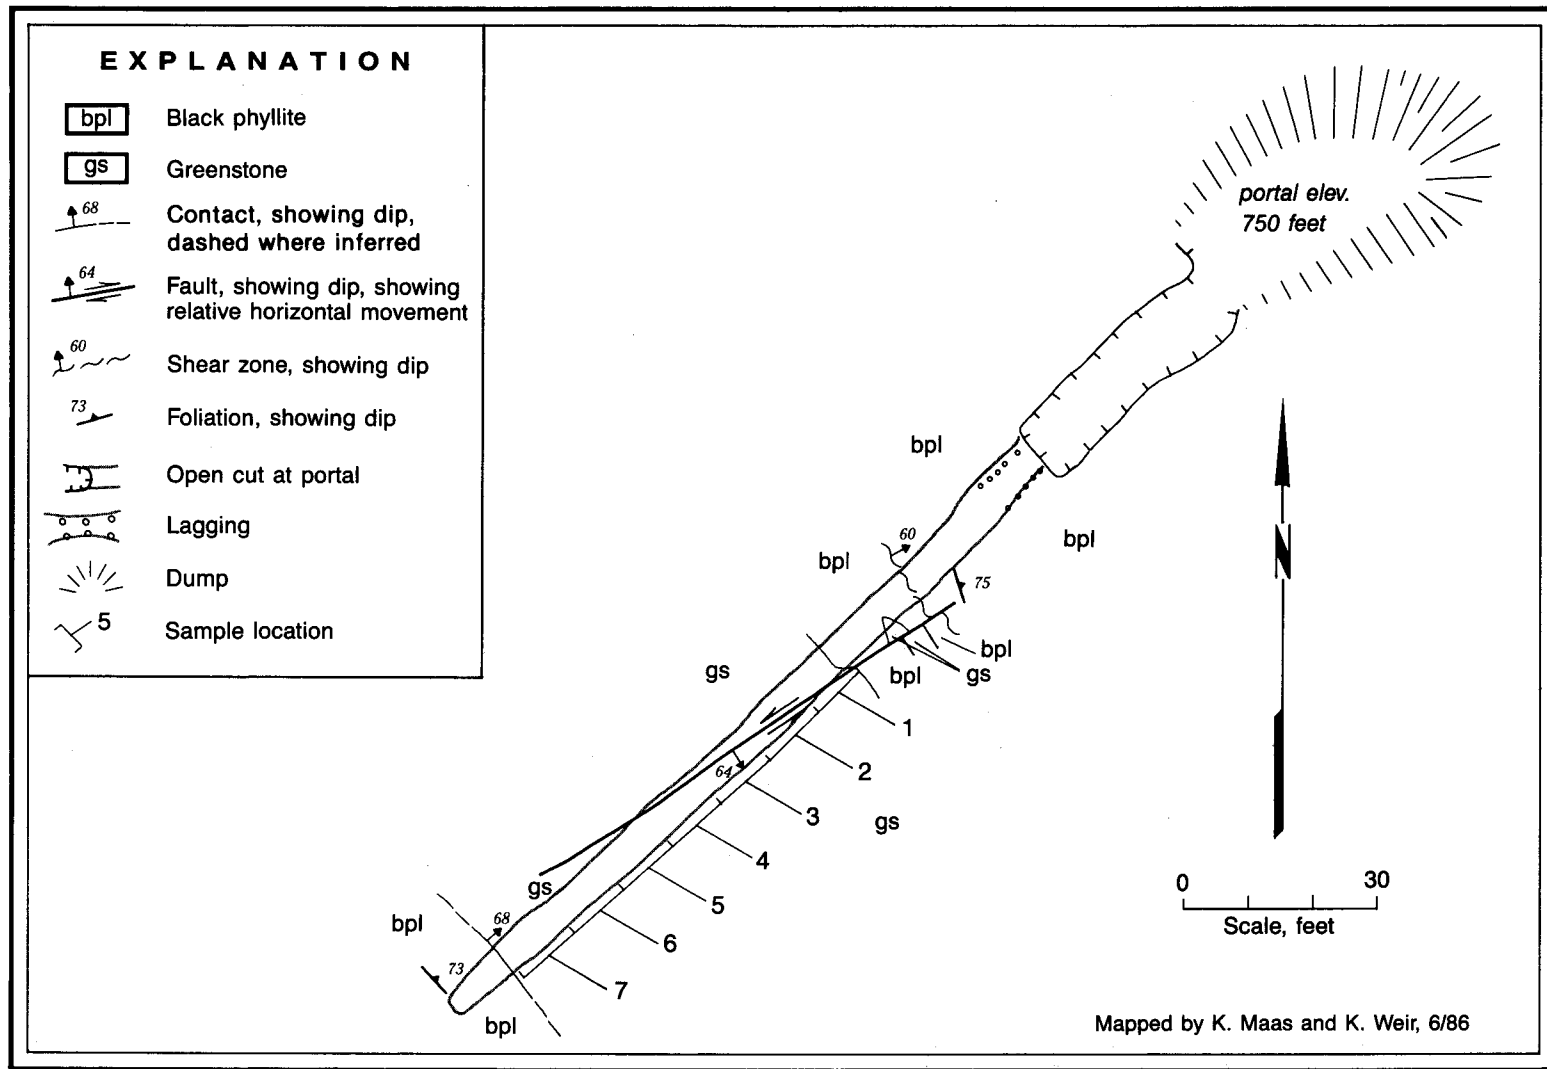 EXPLANATION
bpl Black phyllite
gs Greenstone
68 Contact, showing dip,
dashed where inferred
64 Fault, showing dip, showing
relative horizontal movement
60 Shear zone, showing dip
73 Foliation, showing dip
Open cut at portal
Lagging
Dump
5 Sample location
portal elev.
750 feet
bpl
bpl
60
bpl
75
bpl
gs
bpl
gs
1
2
64
3
gs
4
gs
5
68
bpl
6
73
7
bpl
N
0 30
Scale, feet
Mapped by K. Maas and K. Weir, 6/86